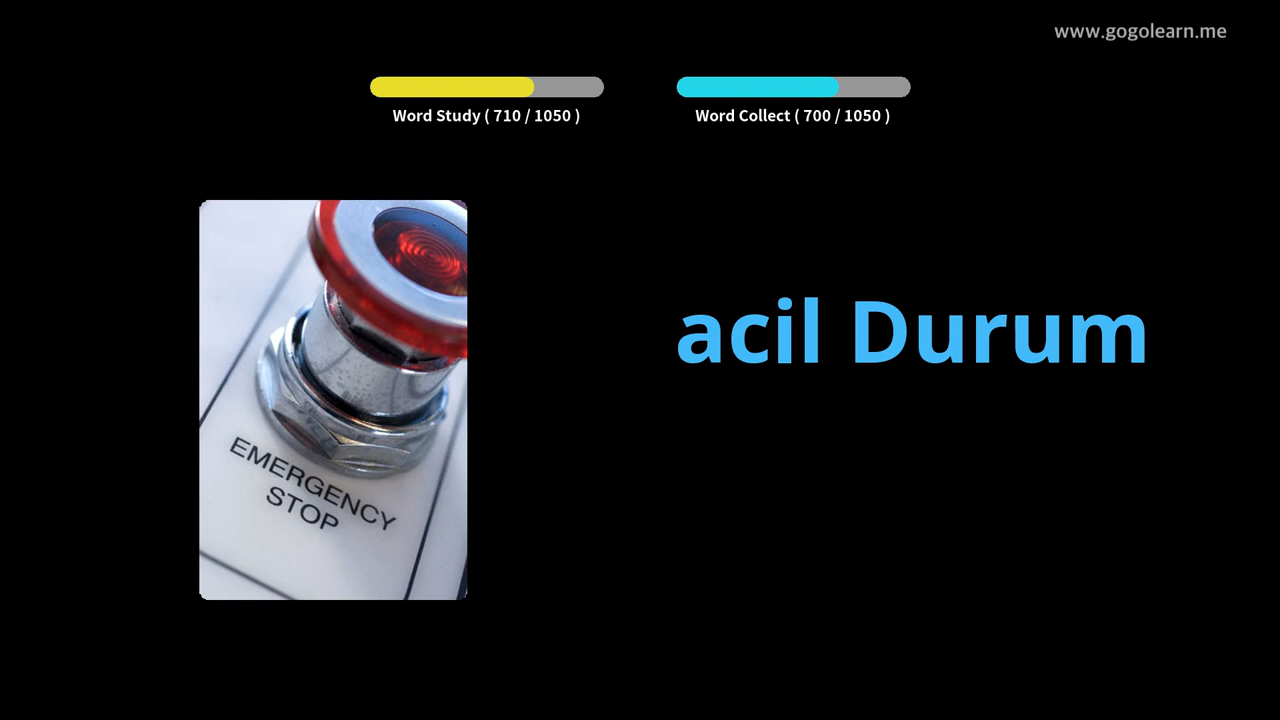 www.gogolearn.me
Word Study ( 710 / 1050 )
Word Collect ( 700 / 1050 )
acil Durum
EMERGENCY
STOP